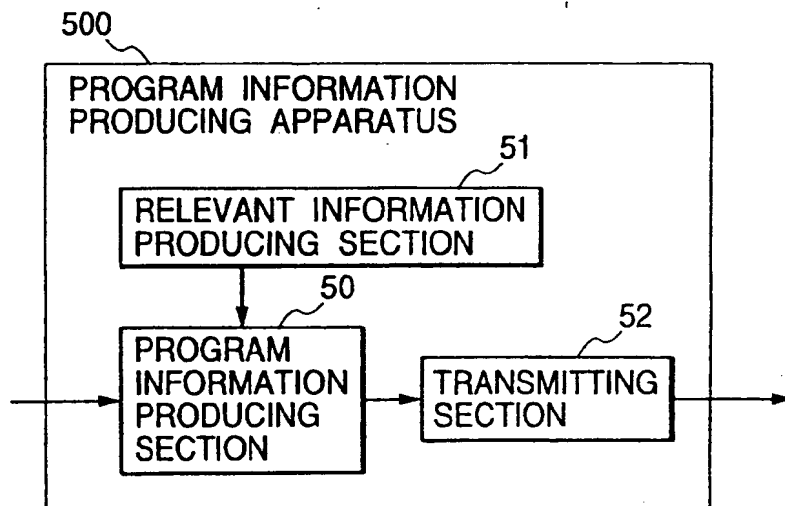 500
PROGRAM INFORMATION
PRODUCING APPARATUS
51
RELEVANT INFORMATION
PRODUCING SECTION
50
PROGRAM
INFORMATION
PRODUCING
SECTION
52
TRANSMITTING
SECTION